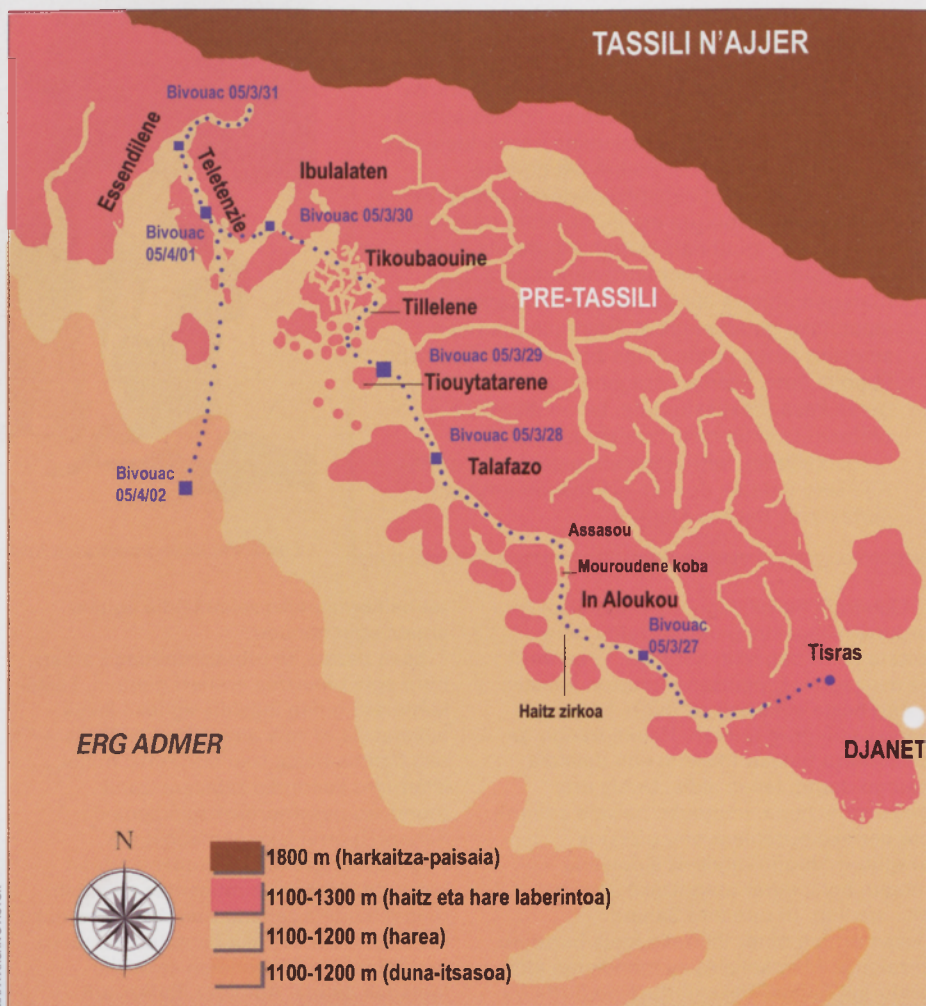 TASSILI N'AJJER
Bivouac 05/3/31
Essendilene
Teletenzie
Ibulalaten
Bivouac 05/3/30
Bivouac
05/4/01
Tikoubaouine
PRE-TASSILI
Tillelene
Bivouac 05/3/29
Tiouytatarene
Bivouac 05/3/28
Talafazo
Bivouac
05/4/02
Assasou
Mouroudene koba
In Aloukou
Bivouac
05/3/27
Tisras
Haitz zirkoa
ERG ADMER
DJANET
N
1800 m (harkaitza-paisaia)
1100-1300 m (haitz eta hare laberintoa)
1100-1200 m (harea)
1100-1200 m (duna-itsasoa)